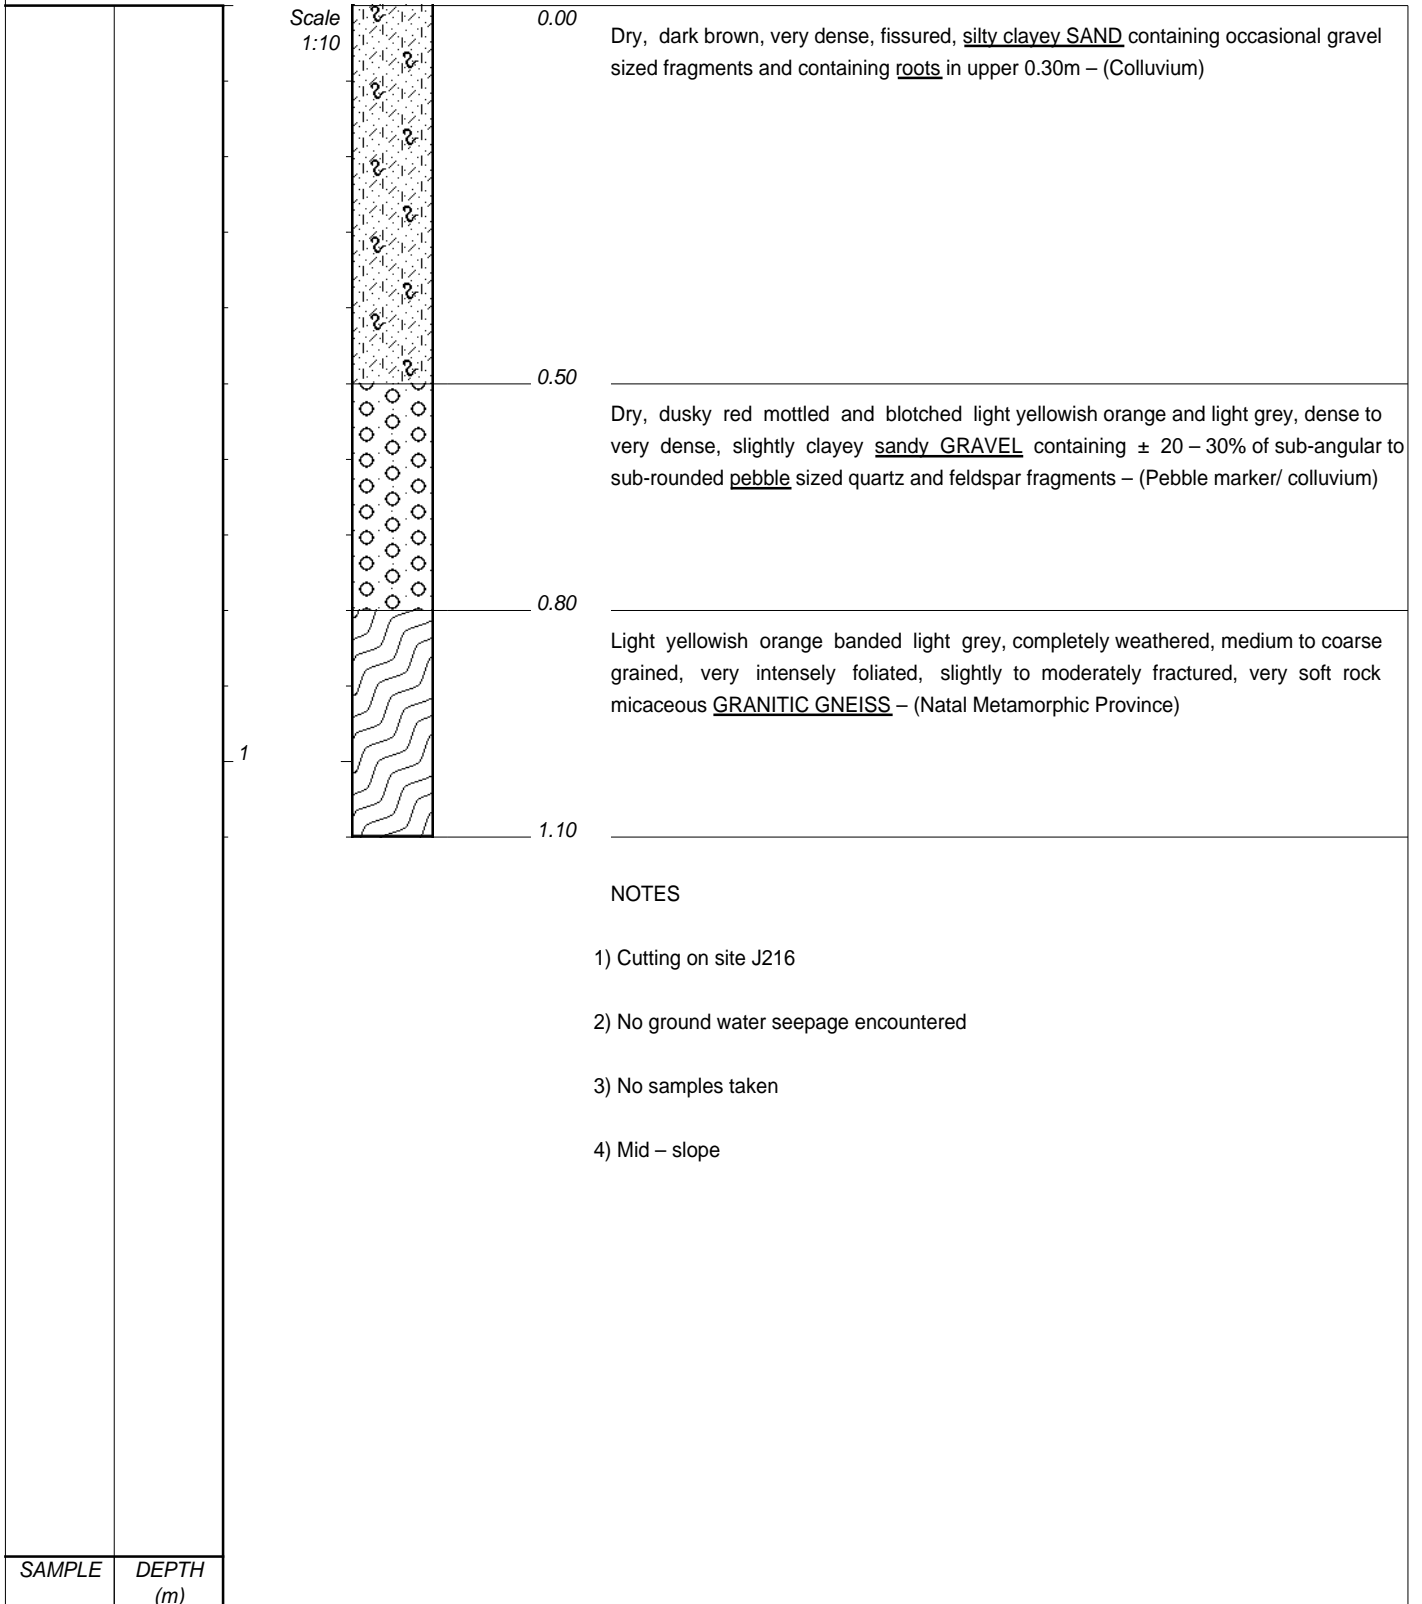 Scale
1:10
0.00
Dry, dark brown, very dense, fissured, silty clayey SAND containing occasional gravel
sized fragments and containing roots in upper 0.30m – (Colluvium)
0.50
Dry, dusky red mottled and blotched light yellowish orange and light grey, dense to
very dense, slightly clayey sandy GRAVEL containing ± 20 – 30% of sub-angular to
sub-rounded pebble sized quartz and feldspar fragments – (Pebble marker/ colluvium)
0.80
Light yellowish orange banded light grey, completely weathered, medium to coarse
grained, very intensely foliated, slightly to moderately fractured, very soft rock
micaceous GRANITIC GNEISS – (Natal Metamorphic Province)
1
1.10
NOTES
1) Cutting on site J216
2) No ground water seepage encountered
3) No samples taken
4) Mid – slope
SAMPLE
DEPTH
(m)